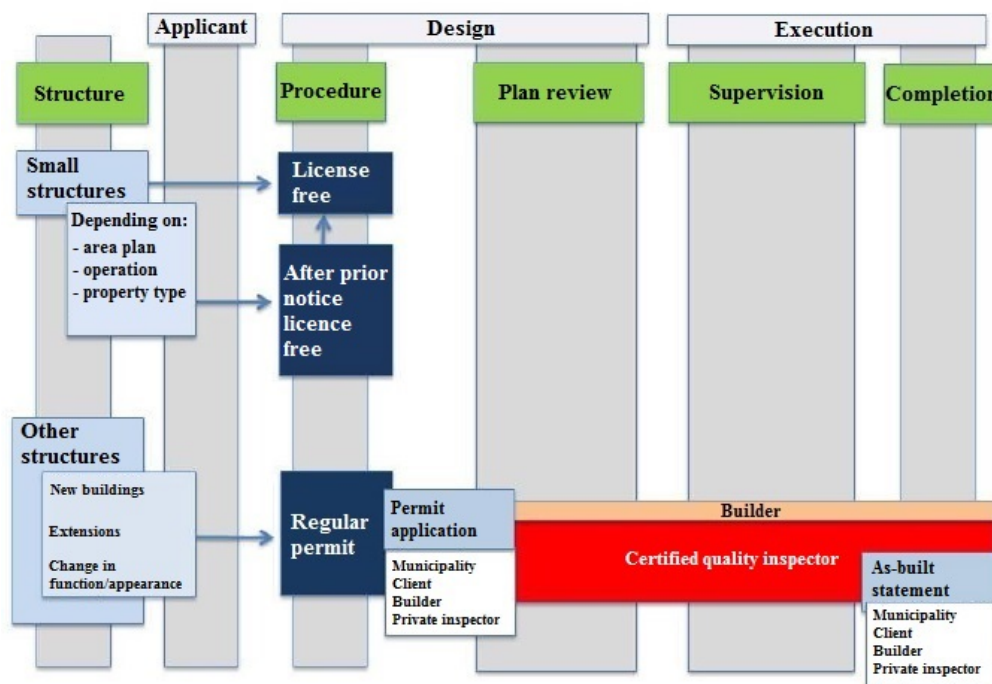 Applicant
Design
Execution
Structure
Procedure
Plan review
Supervision
Completion
Small
structures
License
free
Depending on:
- area plan
- operation
- property type
After prior
notice
licence
free
Other
structures
New buildings
Extensions
Change in
function/appearance
Regular
permit
Permit
application
Municipality
Client
Builder
Private inspector
Builder
Certified quality inspector
As-built
statement
Municipality
Client
Builder
Private inspector